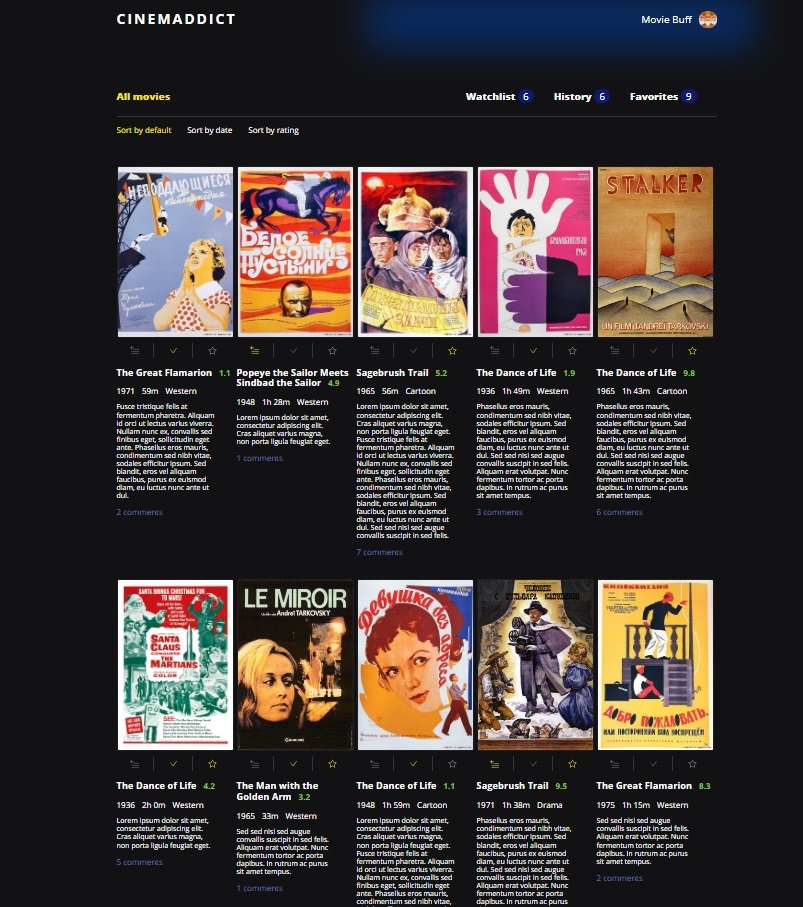 CINEMADDICT
Movie Buff
All movies
Watchlist 6
History 6
Favorites 9
Sort by default
Sort by date
Sort by rating
НЕПОДДАЮЩИЕСЯ
кинокомедия
БЕЛОЕ
СОЛНЦЕ
ПУСТЫНИ
STALKER
UN FILM d'ANDREI TARKOVSKI
The Great Flamarion 1.1
1971 59m Western
Fusce tristique felis at
fermentum pharetra. Aliquam
id orci ut lectus varius viverra.
Nullam nunc ex, convallis sed
finibus eget, sollicitudin eget
ante. Phasellus eros mauris,
condimentum sed nibh vitae,
sodales efficitur ipsum. Sed
blandit, eros vel aliquam
faucibus, purus ex euismod
diam, eu luctus nunc ante ut
dui.
2 comments
Popeye the Sailor Meets
Sindbad the Sailor 4.9
1948 1h 28m Western
Lorem ipsum dolor sit amet,
consectetur adipiscing elit.
Cras aliquet varius magna,
non porta ligula feugiat eget.
1 comments
Sagebrush Trail 5.2
1965 56m Cartoon
Lorem ipsum dolor sit amet,
consectetur adipiscing elit.
Cras aliquet varius magna,
non porta ligula feugiat eget.
Fusce tristique felis at
fermentum pharetra. Aliquam
id orci ut lectus varius viverra.
Nullam nunc ex, convallis sed
finibus eget, sollicitudin eget
ante. Phasellus eros mauris,
condimentum sed nibh vitae,
sodales efficitur ipsum. Sed
blandit, eros vel aliquam
faucibus, purus ex euismod
diam, eu luctus nunc ante ut
dui. Sed sed nisi sed augue
convallis suscipit in sed felis.
7 comments
The Dance of Life 1.9
1936 1h 49m Western
Phasellus eros mauris,
condimentum sed nibh vitae,
sodales efficitur ipsum. Sed
blandit, eros vel aliquam
faucibus, purus ex euismod
diam, eu luctus nunc ante ut
dui. Sed sed nisi sed augue
convallis suscipit in sed felis.
Aliquam erat volutpat. Nunc
fermentum tortor ac porta
dapibus. In rutrum ac purus
sit amet tempus.
3 comments
The Dance of Life 9.8
1965 1h 43m Cartoon
Phasellus eros mauris,
condimentum sed nibh vitae,
sodales efficitur ipsum. Sed
blandit, eros vel aliquam
faucibus, purus ex euismod
diam, eu luctus nunc ante ut
dui. Sed sed nisi sed augue
convallis suscipit in sed felis.
Aliquam erat volutpat. Nunc
fermentum tortor ac porta
dapibus. In rutrum ac purus
sit amet tempus.
6 comments
SANTA BRINGS CHRISTMAS FUN
TO MARS!
SANTA
CLAUS
CONQUERS
THE
MARTIANS
COLOR
SEE:
LE MIROIR
Andreï TARKOVSKY
Девушка без адреса
ЧЕЛОВЕК
С БУЛЬВАРА КАПУЦИНОВ
КИНОКОМЕДИЯ
ДОБРО ПОЖАЛОВАТЬ,
ИЛИ ПОСТОРОННИМ ВХОД ВОСПРЕЩЕН
The Dance of Life 4.2
1936 2h 0m Western
Lorem ipsum dolor sit amet,
consectetur adipiscing elit.
Cras aliquet varius magna,
non porta ligula feugiat eget.
5 comments
The Man with the
Golden Arm 3.2
1965 33m Western
Sed sed nisi sed augue
convallis suscipit in sed felis.
Aliquam erat volutpat. Nunc
fermentum tortor ac porta
dapibus. In rutrum ac purus
sit amet tempus.
1 comments
The Dance of Life 1.1
1948 1h 59m Cartoon
Lorem ipsum dolor sit amet,
consectetur adipiscing elit.
Cras aliquet varius magna,
non porta ligula feugiat eget.
Fusce tristique felis at
fermentum pharetra. Aliquam
id orci ut lectus varius viverra.
Nullam nunc ex, convallis sed
finibus eget, sollicitudin eget
ante. Phasellus eros mauris,
condimentum sed nibh vitae,
Sagebrush Trail 9.5
1971 1h 38m Drama
Phasellus eros mauris,
condimentum sed nibh vitae,
sodales efficitur ipsum. Sed
blandit, eros vel aliquam
faucibus, purus ex euismod
diam, eu luctus nunc ante ut
dui. Sed sed nisi sed augue
convallis suscipit in sed felis.
Aliquam erat volutpat. Nunc
fermentum tortor ac porta
dapibus. In rutrum ac purus
The Great Flamarion 8.3
1975 1h 15m Western
Sed sed nisi sed augue
convallis suscipit in sed felis.
Aliquam erat volutpat. Nunc
fermentum tortor ac porta
dapibus. In rutrum ac purus
sit amet tempus.
2 comments